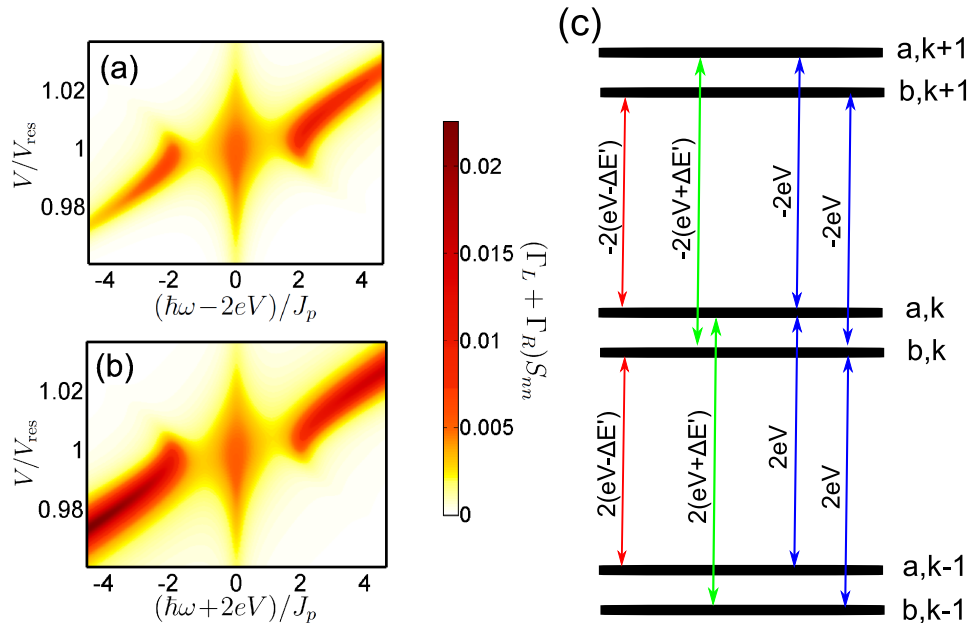 (a)
V/V_res
1.02
1
0.98
-4 -2 0 2 4
(ħω−2eV)/J_p
(b)
V/V_res
1.02
1
0.98
-4 -2 0 2 4
(ħω+2eV)/J_p
0.02
0.015
0.01
0.005
0
(Γ_L + Γ_R)S_nn
(c)
a,k+1
b,k+1
-2(eV-ΔE')
-2(eV+ΔE')
-2eV
-2eV
a,k
b,k
2(eV-ΔE')
2(eV+ΔE')
2eV
2eV
a,k-1
b,k-1